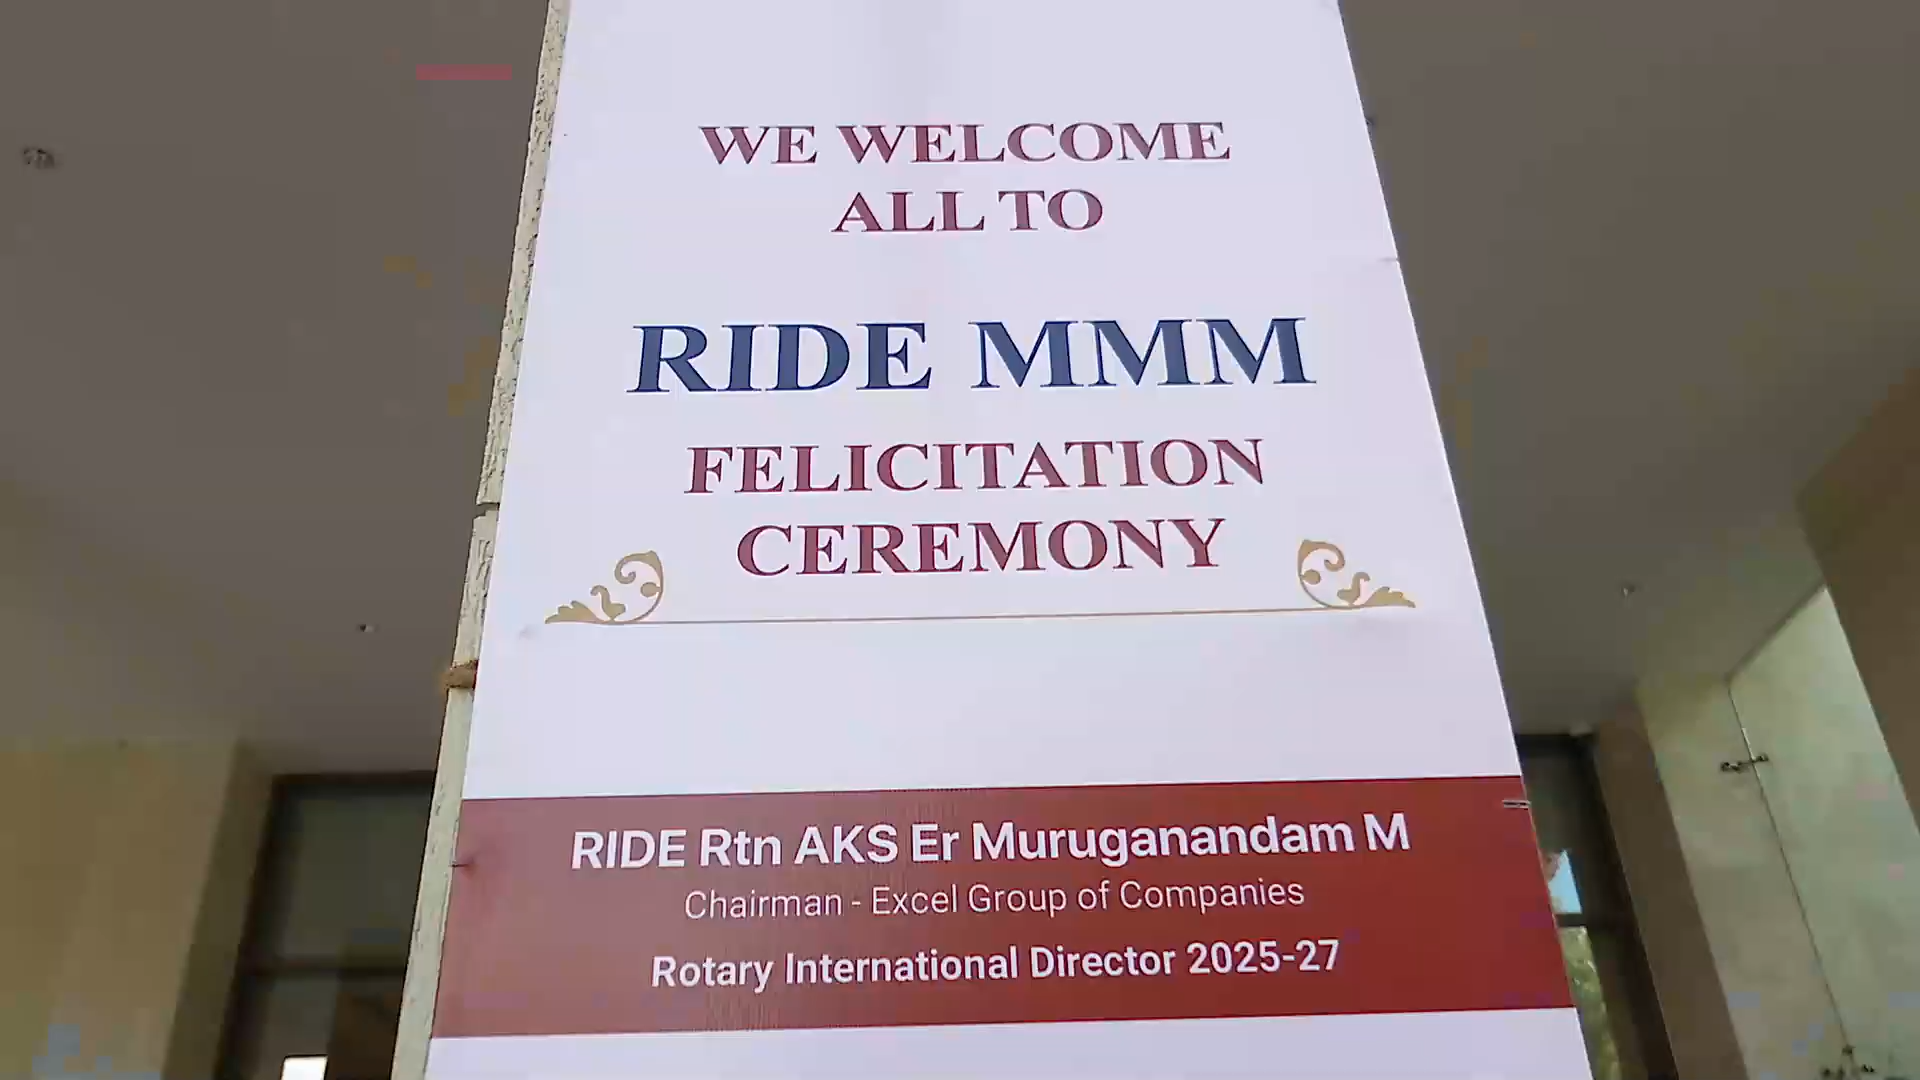 WE WELCOME
ALL TO
RIDE MMM
FELICITATION
CEREMONY
RIDE Rtn AKS Er Muruganandam M
Chairman - Excel Group of Companies
Rotary International Director 2025-27